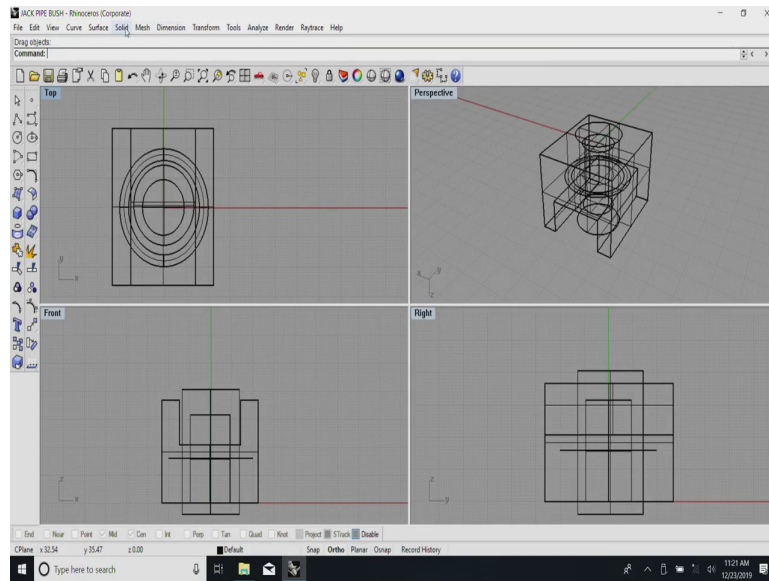 JACK PIPE BUSH - Rhinoceros (Corporate)
File Edit View Curve Surface Solid Mesh Dimension Transform Tools Analyze Render Raytrace Help
Drag objects:
Command:
Top
Perspective
y
x
x y
z
Front
Right
z
x
z
y
End Near Point Mid Cen Int Perp Tan Quad Knot Project STrack Disable
CPlane x 32.54 y 35.47 z 0.00 Default Snap Ortho Planar Osnap Record History
Type here to search
11:21 AM
12/23/2019